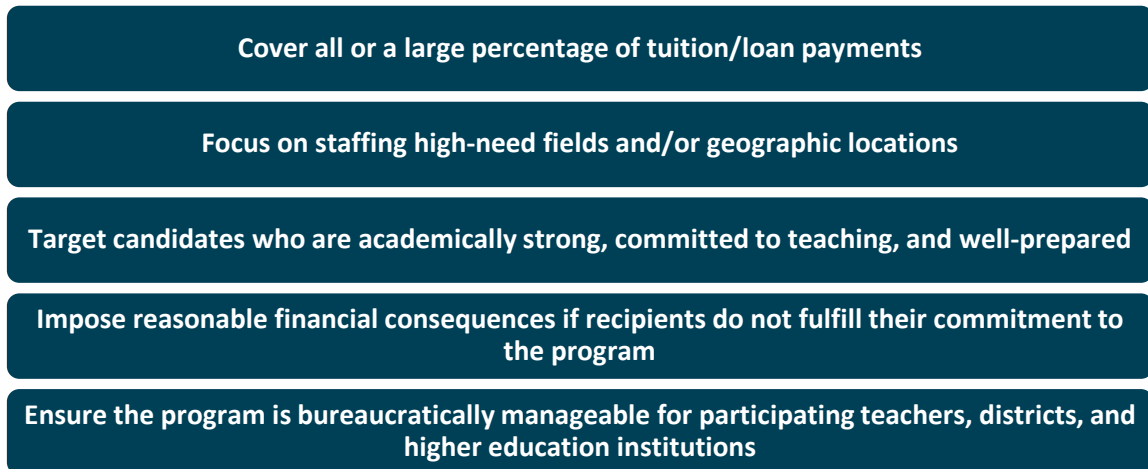 Cover all or a large percentage of tuition/loan payments
Focus on staffing high-need fields and/or geographic locations
Target candidates who are academically strong, committed to teaching, and well-prepared
Impose reasonable financial consequences if recipients do not fulfill their commitment to
the program
Ensure the program is bureaucratically manageable for participating teachers, districts, and
higher education institutions